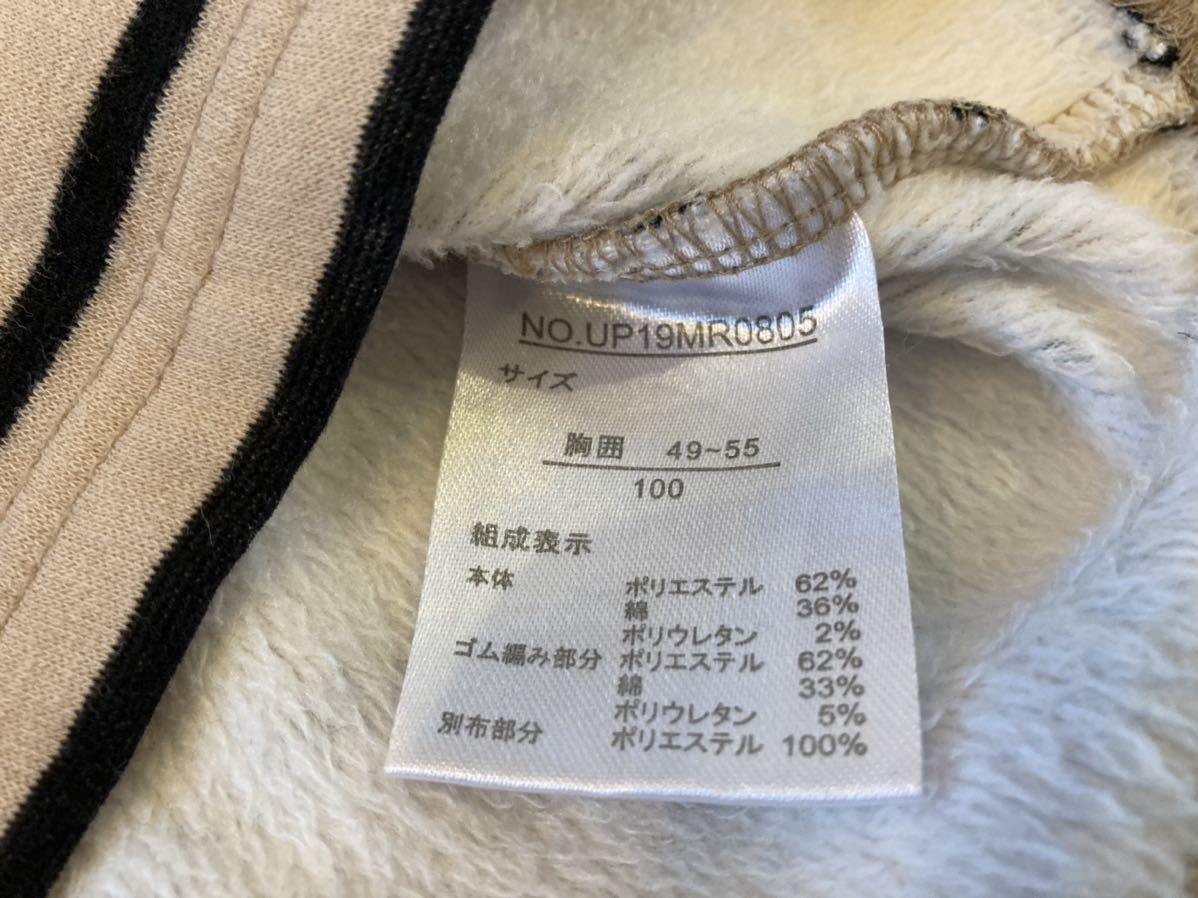 NO.UP19MR0805
サイズ
胸囲 49~55
100
組成表示
本体 ポリエステル 62%
綿 36%
ポリウレタン 2%
ゴム編み部分 ポリエステル 62%
綿 33%
ポリウレタン 5%
別布部分 ポリエステル 100%